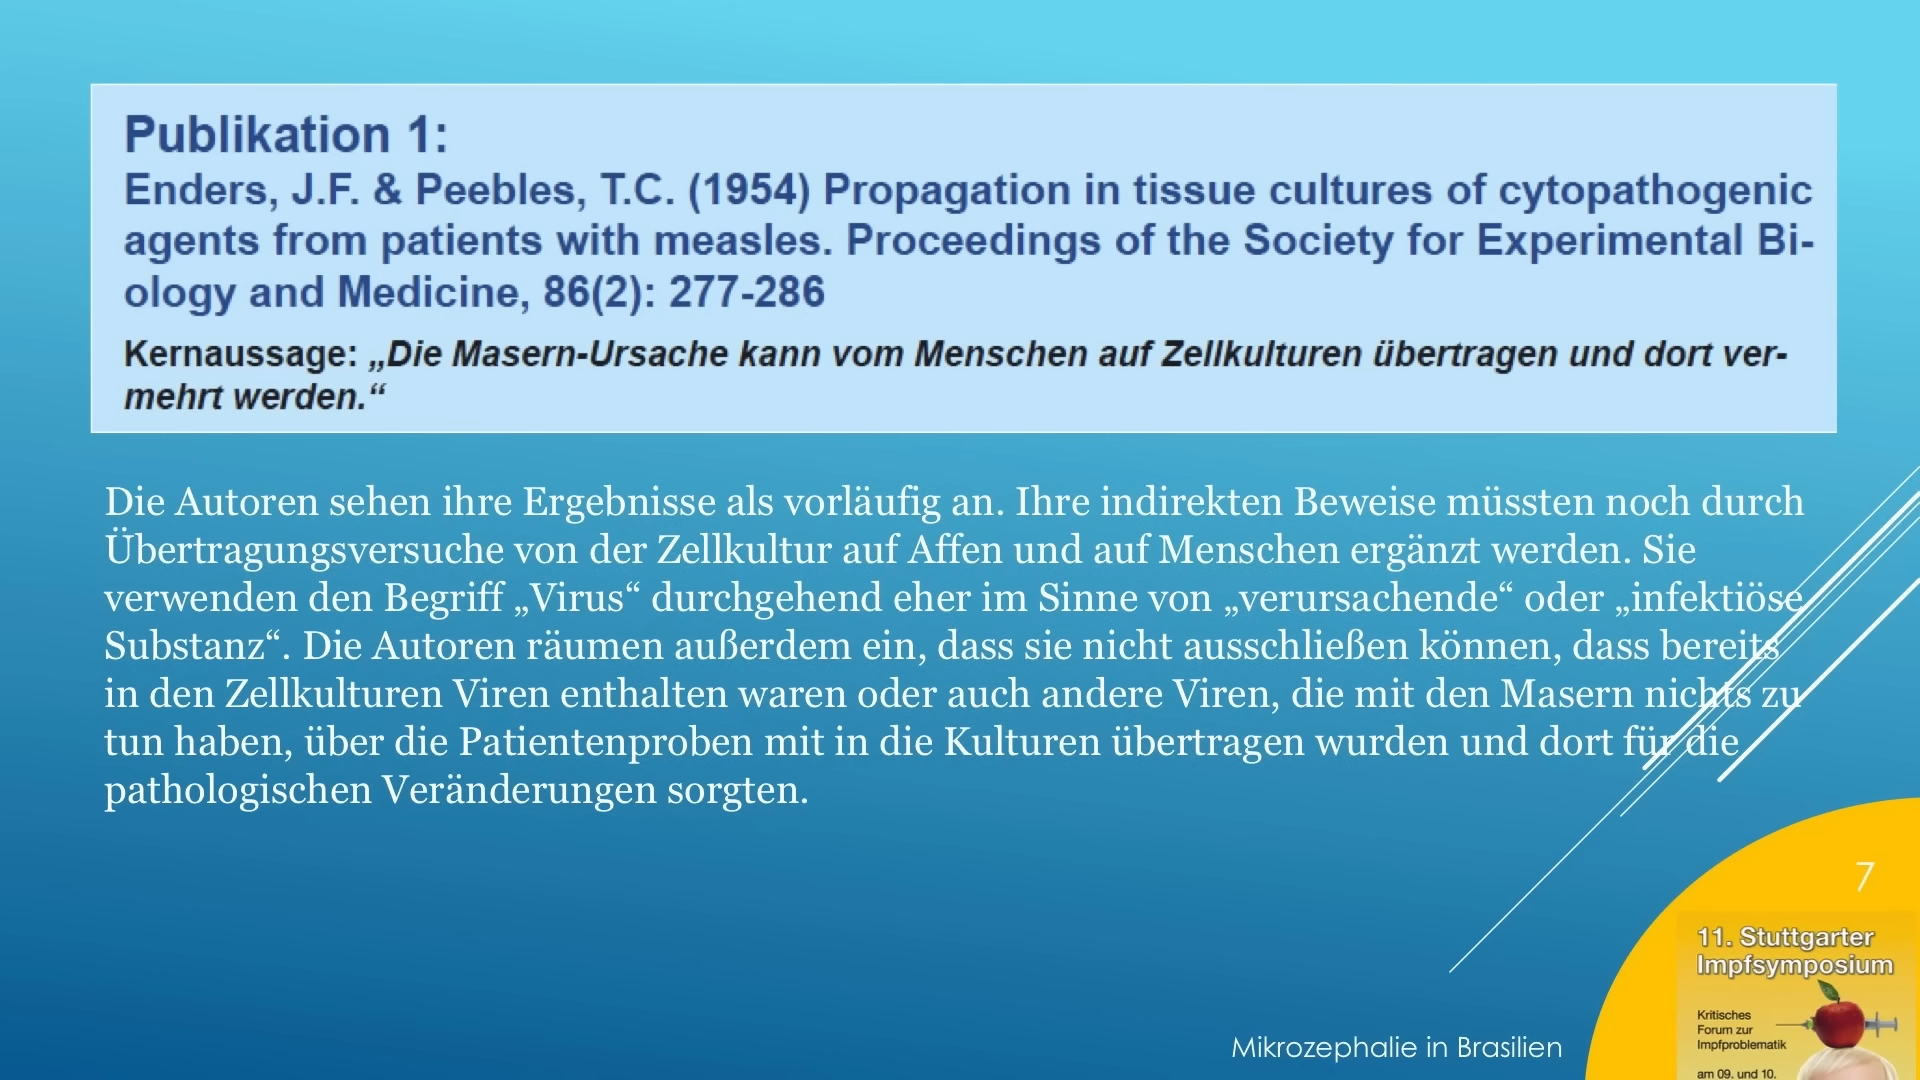 Publikation 1:
Enders, J.F. & Peebles, T.C. (1954) Propagation in tissue cultures of cytopathogenic
agents from patients with measles. Proceedings of the Society for Experimental Bi-
ology and Medicine, 86(2): 277-286
Kernaussage: „Die Masern-Ursache kann vom Menschen auf Zellkulturen übertragen und dort ver-
mehrt werden.“
Die Autoren sehen ihre Ergebnisse als vorläufig an. Ihre indirekten Beweise müssten noch durch
Übertragungsversuche von der Zellkultur auf Affen und auf Menschen ergänzt werden. Sie
verwenden den Begriff „Virus“ durchgehend eher im Sinne von „verursachende“ oder „infektiöse
Substanz“. Die Autoren räumen außerdem ein, dass sie nicht ausschließen können, dass bereits
in den Zellkulturen Viren enthalten waren oder auch andere Viren, die mit den Masern nichts zu
tun haben, über die Patientenproben mit in die Kulturen übertragen wurden und dort für die
pathologischen Veränderungen sorgten.
7
11. Stuttgarter
Impfsymposium
Kritisches
Forum zur
Impfproblematik
am 09. und 10.
Mikrozephalie in Brasilien